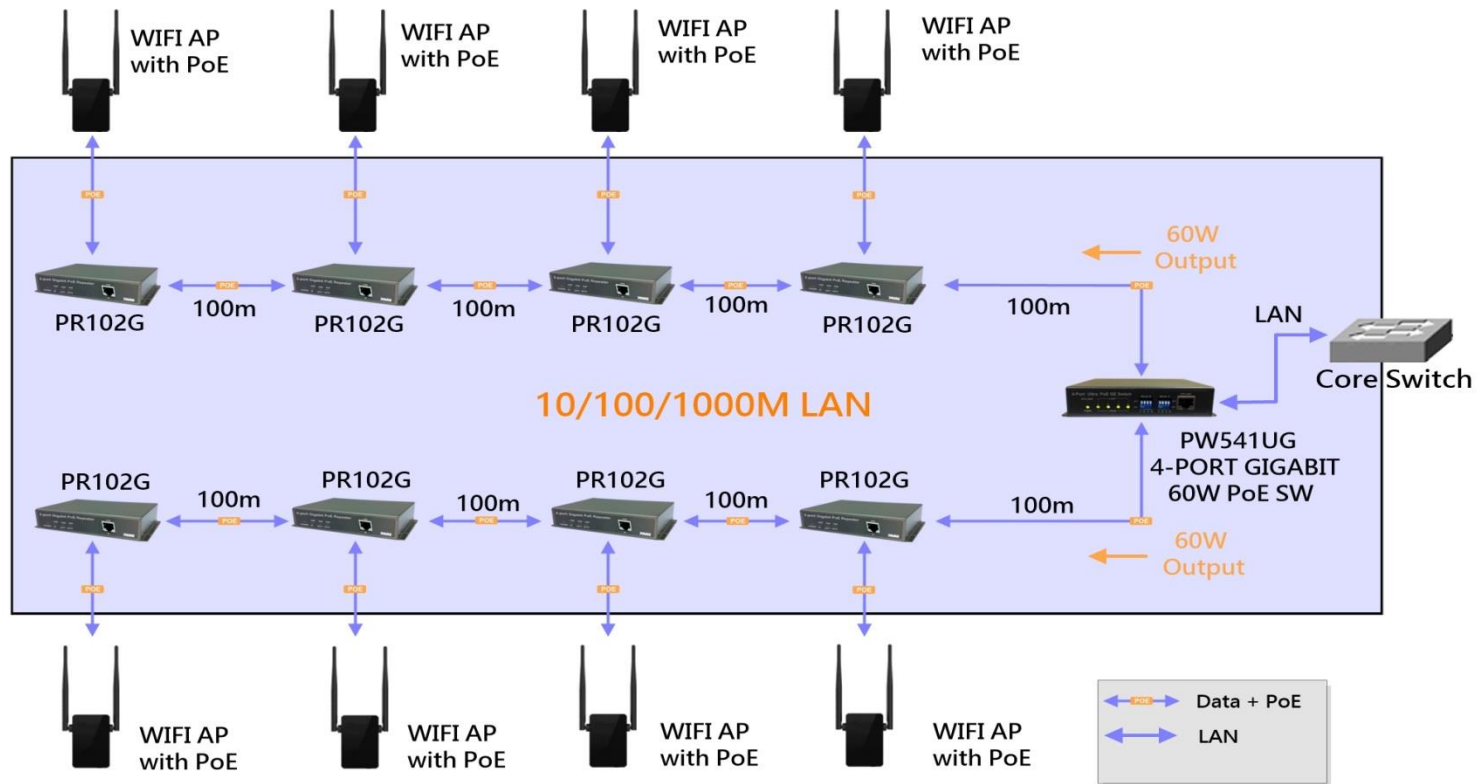 WIFI AP
with PoE
WIFI AP
with PoE
WIFI AP
with PoE
WIFI AP
with PoE
POE
POE
POE
POE
60W
Output
POE
POE
POE
POE
100m
100m
100m
100m
PR102G
PR102G
PR102G
PR102G
LAN
Core Switch
10/100/1000M LAN
PW541UG
4-PORT GIGABIT
60W PoE SW
PR102G
PR102G
PR102G
PR102G
100m
100m
100m
100m
POE
POE
POE
POE
60W
Output
POE
POE
POE
POE
WIFI AP
with PoE
WIFI AP
with PoE
WIFI AP
with PoE
WIFI AP
with PoE
POE
Data + PoE
LAN